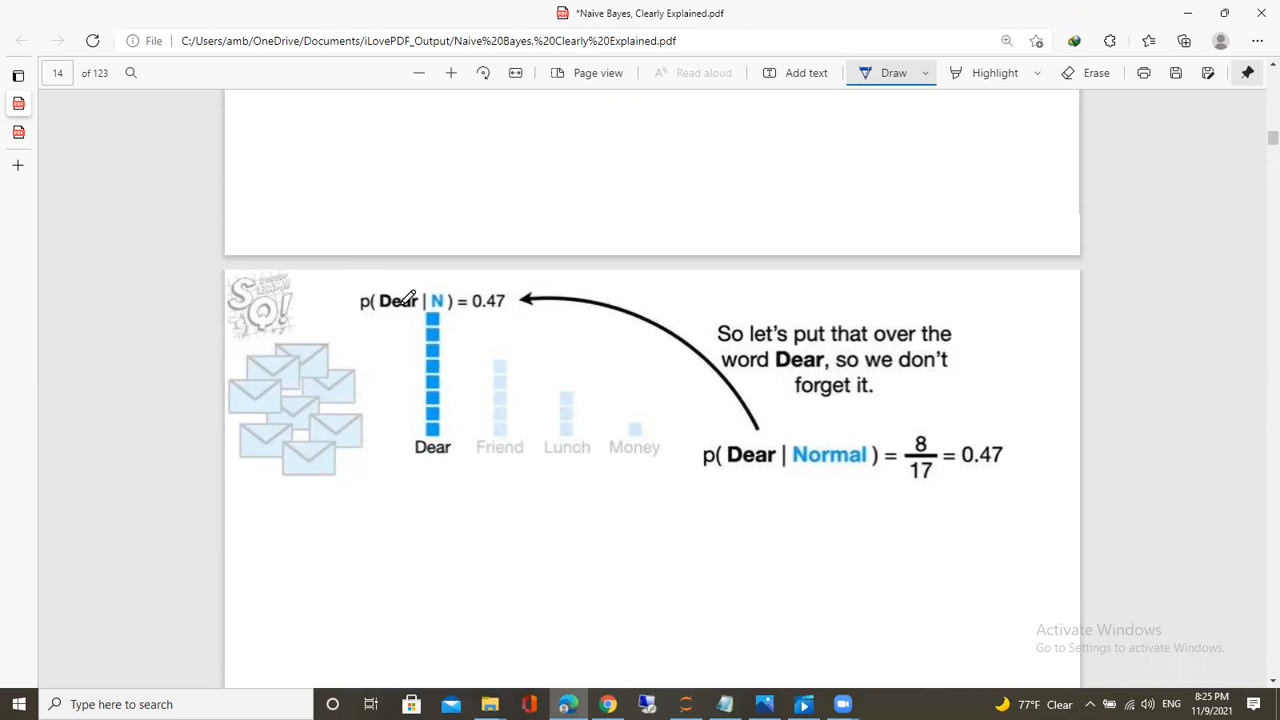 *Naive Bayes, Clearly Explained.pdf
File C:/Users/amb/OneDrive/Documents/iLovePDF_Output/Naive%20Bayes,%20Clearly%20Explained.pdf
14 of 123 Page view Read aloud Add text Draw Highlight Erase
p( Dear | N ) = 0.47
So let's put that over the
word Dear, so we don't
forget it.
Dear Friend Lunch Money
p( Dear | Normal ) = 8/17 = 0.47
Activate Windows
Go to Settings to activate Windows.
Type here to search
77°F Clear
8:25 PM
11/9/2021